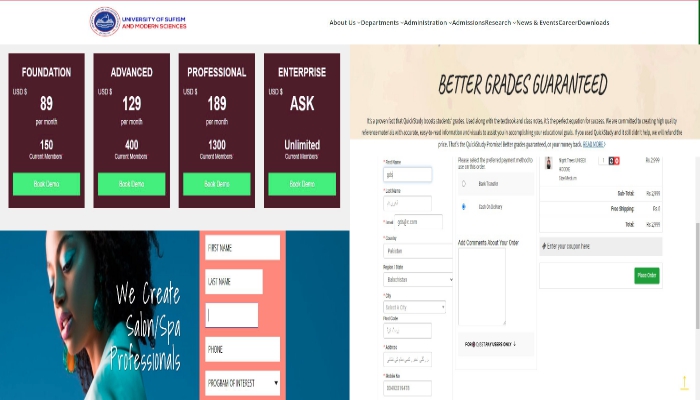 UNIVERSITY OF SUFISM
AND MODERN SCIENCES
About Us Departments Administration Admissions Research News & Events Career Downloads
FOUNDATION
USD $
89
per month
150
Current Members
Book Demo
ADVANCED
USD $
129
per month
400
Current Members
Book Demo
PROFESSIONAL
USD $
189
per month
1300
Current Members
Book Demo
ENTERPRISE
USD $
ASK
Unlimited
Current Members
Book Demo
BETTER GRADES GUARANTEED
It's a proven fact that QuickStudy boosts students' grades. Used along with the textbook and class notes, it's the perfect equation for success. We are committed to creating high quality
reference materials with accurate, easy-to-read information and visuals to assist you in accomplishing your educational goals. If you used QuickStudy and it still didn't help, we will refund the
price. That's the QuickStudy Promise! Better grades guaranteed, or your money back. READ MORE
* First Name
* Last Name
* Email
* Country
Pakistan
Region / State
Balochistan
* City
Select a City
Post Code
* Address
* Mobile No
Please select the preferred payment method to
use on this order.
Bank Transfer
Cash On Delivery
Add Comments About Your Order
1
Rs.2,999
Sub-Total:
Rs.2,999
Free Shipping:
Rs.0
Total:
Rs.2,999
Enter your coupon here
Place Order
We Create
Salon/Spa
Professionals
FIRST NAME
LAST NAME
PHONE
PROGRAM OF INTEREST